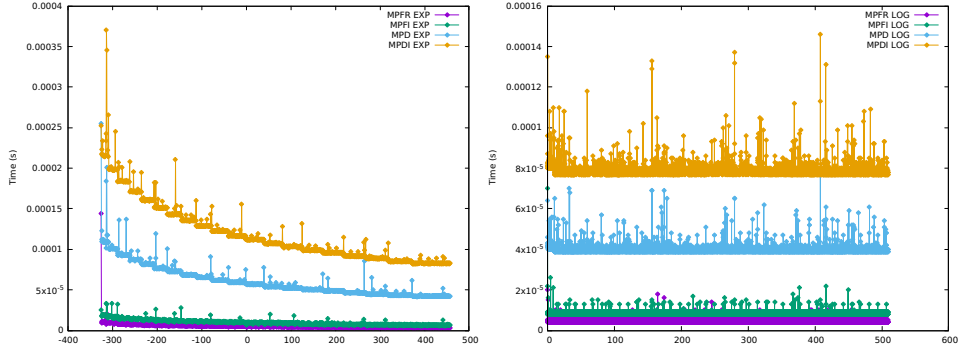 0.0004
0.00035
0.0003
0.00025
0.0002
0.00015
0.0001
5x10⁻⁵
0
Time (s)
-400
-300
-200
-100
0
100
200
300
400
500
MPFR EXP
MPFI EXP
MPD EXP
MPDI EXP
0.00016
0.00014
0.00012
0.0001
8x10⁻⁵
6x10⁻⁵
4x10⁻⁵
2x10⁻⁵
0
Time (s)
0
100
200
300
400
500
600
MPFR LOG
MPFI LOG
MPD LOG
MPDI LOG